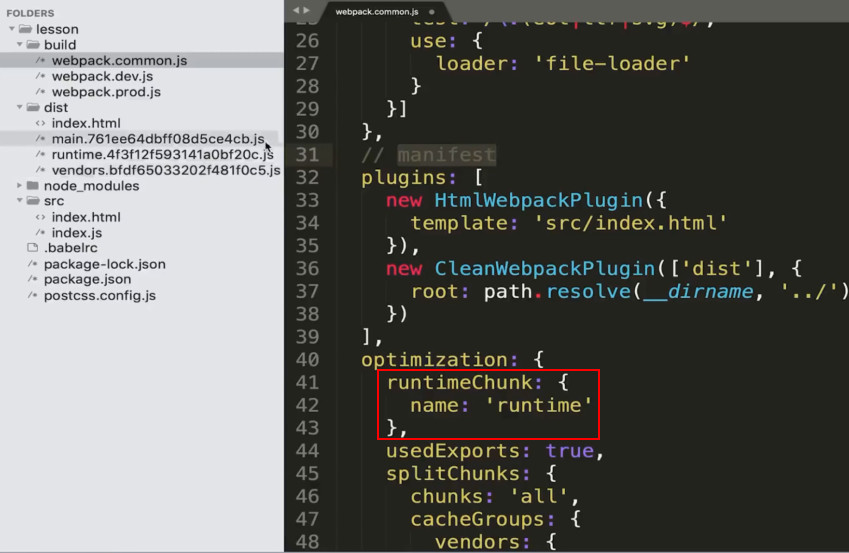 FOLDERS
lesson
build
webpack.common.js
webpack.dev.js
webpack.prod.js
dist
index.html
main.761ee64dbff08d5ce4cb.js
runtime.4f3f12f593141a0bf20c.js
vendors.bfdf65033202f481f0c5.js
node_modules
src
index.html
index.js
.babelrc
package-lock.json
package.json
postcss.config.js
webpack.common.js
26 use: {
27 loader: 'file-loader'
28 }
29 }]
30 },
31 // manifest
32 plugins: [
33 new HtmlWebpackPlugin({
34 template: 'src/index.html'
35 }),
36 new CleanWebpackPlugin(['dist'], {
37 root: path.resolve(__dirname, '../')
38 })
39 ],
40 optimization: {
41 runtimeChunk: {
42 name: 'runtime'
43 },
44 usedExports: true,
45 splitChunks: {
46 chunks: 'all',
47 cacheGroups: {
48 vendors: {